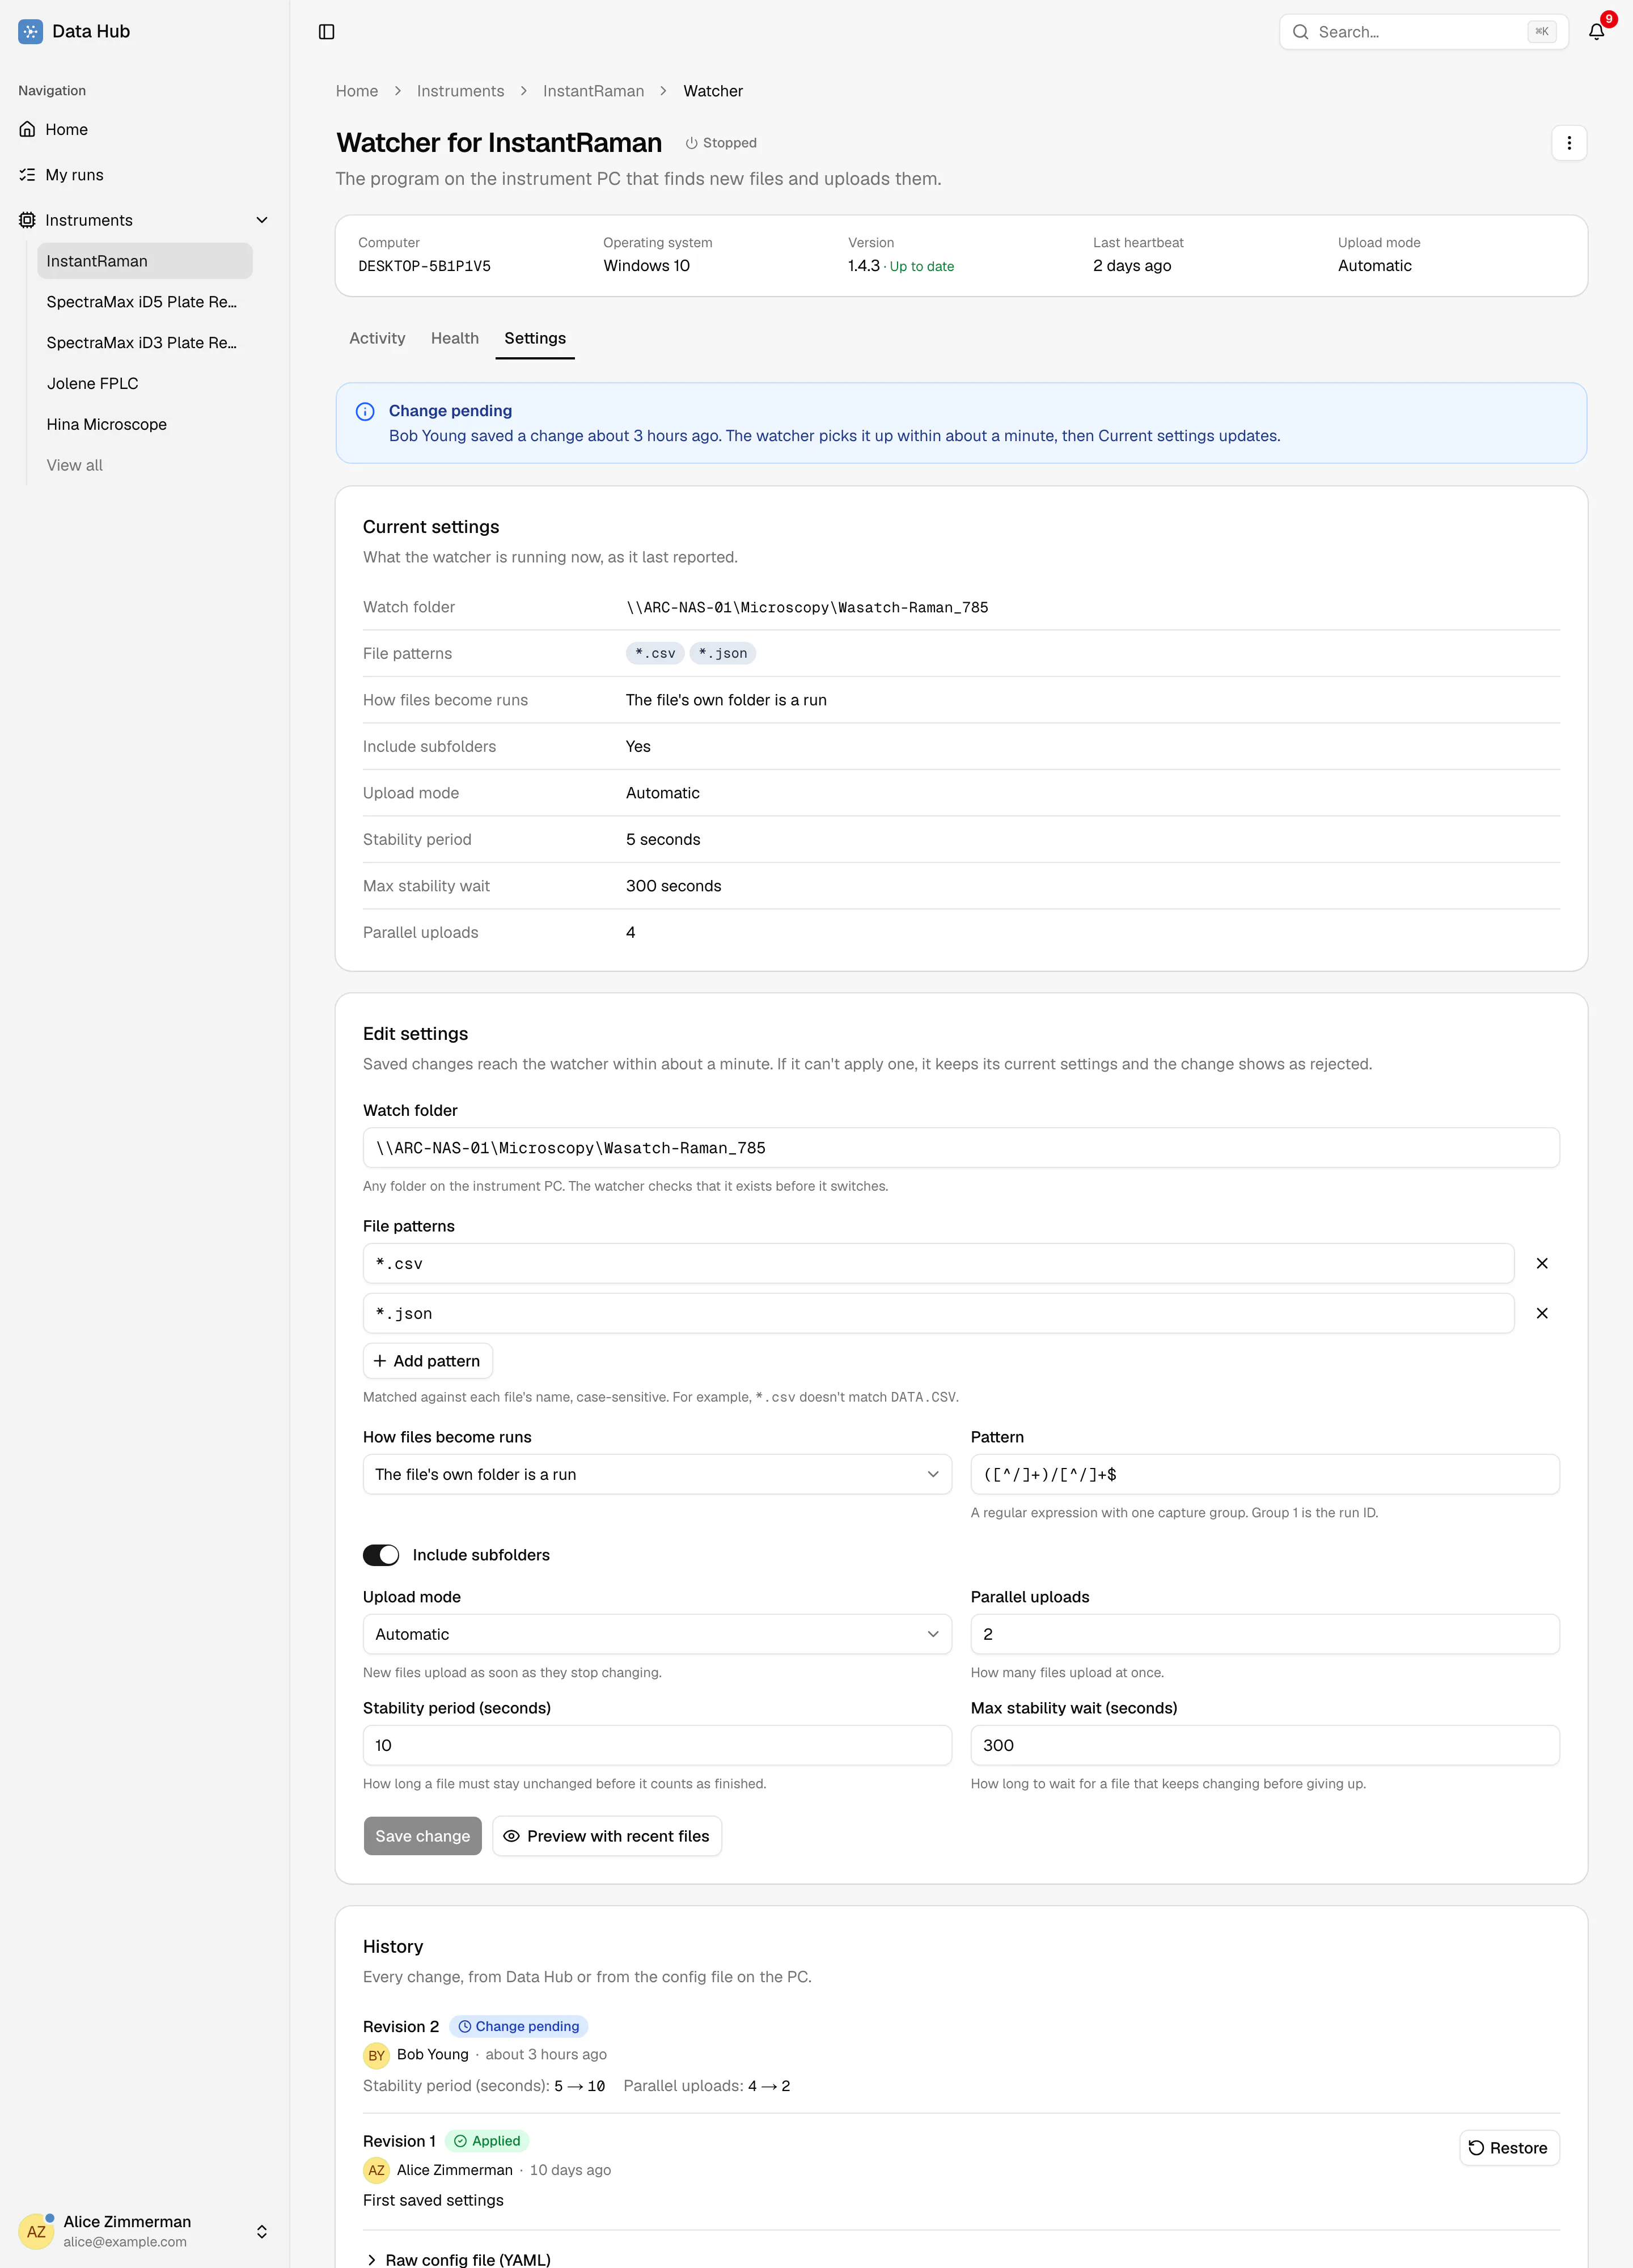 Data Hub
Search...
⌘K
9
Navigation
Home
My runs
Instruments
InstantRaman
SpectraMax iD5 Plate Re...
SpectraMax iD3 Plate Re...
Jolene FPLC
Hina Microscope
View all
Home > Instruments > InstantRaman > Watcher
Watcher for InstantRaman
Stopped
The program on the instrument PC that finds new files and uploads them.
Computer
DESKTOP-5B1P1V5
Operating system
Windows 10
Version
1.4.3 · Up to date
Last heartbeat
2 days ago
Upload mode
Automatic
Activity
Health
Settings
Change pending
Bob Young saved a change about 3 hours ago. The watcher picks it up within about a minute, then Current settings updates.
Current settings
What the watcher is running now, as it last reported.
Watch folder \\ARC-NAS-01\Microscopy\Wasatch-Raman_785
File patterns *.csv *.json
How files become runs The file's own folder is a run
Include subfolders Yes
Upload mode Automatic
Stability period 5 seconds
Max stability wait 300 seconds
Parallel uploads 4
Edit settings
Saved changes reach the watcher within about a minute. If it can't apply one, it keeps its current settings and the change shows as rejected.
Watch folder
\\ARC-NAS-01\Microscopy\Wasatch-Raman_785
Any folder on the instrument PC. The watcher checks that it exists before it switches.
File patterns
*.csv
*.json
Add pattern
Matched against each file's name, case-sensitive. For example, *.csv doesn't match DATA.CSV.
How files become runs
The file's own folder is a run
Pattern
([^/]+)/[^/]+$
A regular expression with one capture group. Group 1 is the run ID.
Include subfolders
Upload mode
Automatic
New files upload as soon as they stop changing.
Parallel uploads
2
How many files upload at once.
Stability period (seconds)
10
How long a file must stay unchanged before it counts as finished.
Max stability wait (seconds)
300
How long to wait for a file that keeps changing before giving up.
Save change
Preview with recent files
History
Every change, from Data Hub or from the config file on the PC.
Revision 2 Change pending
BY Bob Young · about 3 hours ago
Stability period (seconds): 5 → 10 Parallel uploads: 4 → 2
Revision 1 Applied
Restore
AZ Alice Zimmerman · 10 days ago
First saved settings
Raw config file (YAML)
AZ
Alice Zimmerman
alice@example.com